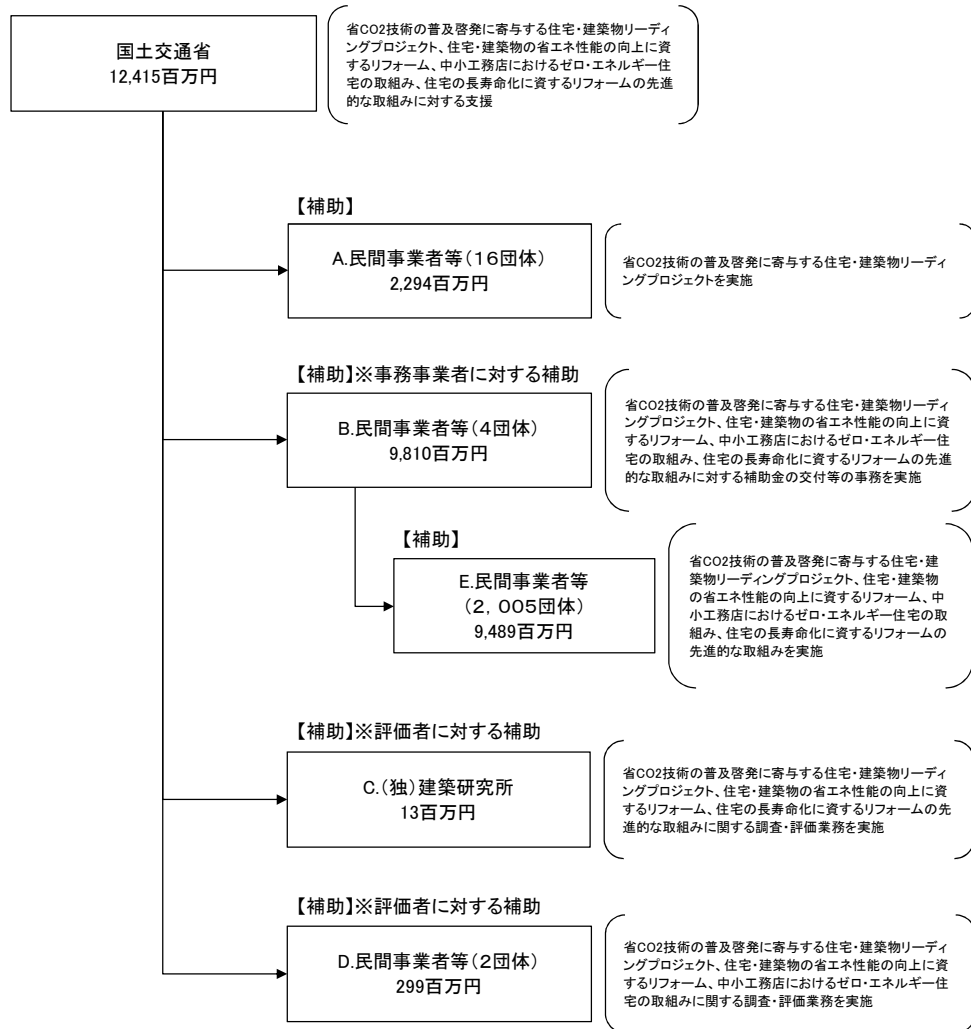 国土交通省
12,415百万円
省CO2技術の普及啓発に寄与する住宅・建築物リーディ
ングプロジェクト、住宅・建築物の省エネ性能の向上に資
するリフォーム、中小工務店におけるゼロ・エネルギー住
宅の取組み、住宅の長寿命化に資するリフォームの先進
的な取組みに対する支援
【補助】
A.民間事業者等（１６団体）
2,294百万円
省CO2技術の普及啓発に寄与する住宅・建築物リーディ
ングプロジェクトを実施
【補助】※事務事業者に対する補助
B.民間事業者等（４団体）
9,810百万円
省CO2技術の普及啓発に寄与する住宅・建築物リーディ
ングプロジェクト、住宅・建築物の省エネ性能の向上に資
するリフォーム、中小工務店におけるゼロ・エネルギー住
宅の取組み、住宅の長寿命化に資するリフォームの先進
的な取組みに対する補助金の交付等の事務を実施
【補助】
E.民間事業者等
（２，００５団体）
9,489百万円
省CO2技術の普及啓発に寄与する住宅・建
築物リーディングプロジェクト、住宅・建築物
の省エネ性能の向上に資するリフォーム、中
小工務店におけるゼロ・エネルギー住宅の取
組み、住宅の長寿命化に資するリフォームの
先進的な取組みを実施
【補助】※評価者に対する補助
C.（独）建築研究所
13百万円
省CO2技術の普及啓発に寄与する住宅・建築物リーディ
ングプロジェクト、住宅・建築物の省エネ性能の向上に資
するリフォーム、住宅の長寿命化に資するリフォームの先
進的な取組みに関する調査・評価業務を実施
【補助】※評価者に対する補助
D.民間事業者等（２団体）
299百万円
省CO2技術の普及啓発に寄与する住宅・建築物リーディ
ングプロジェクト、住宅・建築物の省エネ性能の向上に資
するリフォーム、中小工務店におけるゼロ・エネルギー住
宅の取組みに関する調査・評価業務を実施